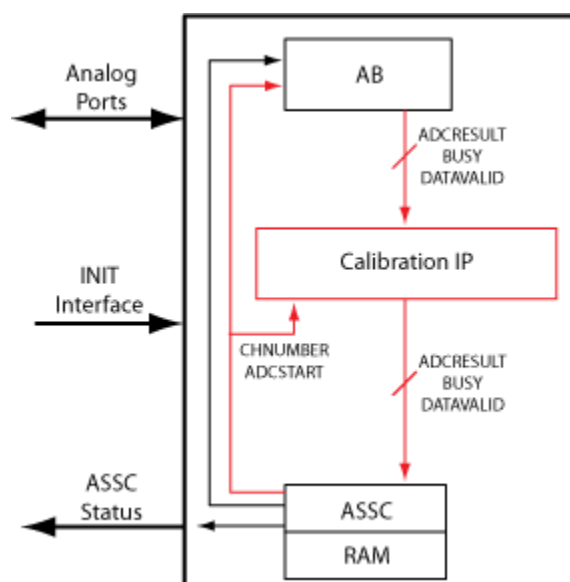 Analog
Ports
AB
ADCRESULT
BUSY
DATAVALID
Calibration IP
INIT
Interface
CHNUMBER
ADCSTART
ADCRESULT
BUSY
DATAVALID
ASSC
Status
ASSC
RAM